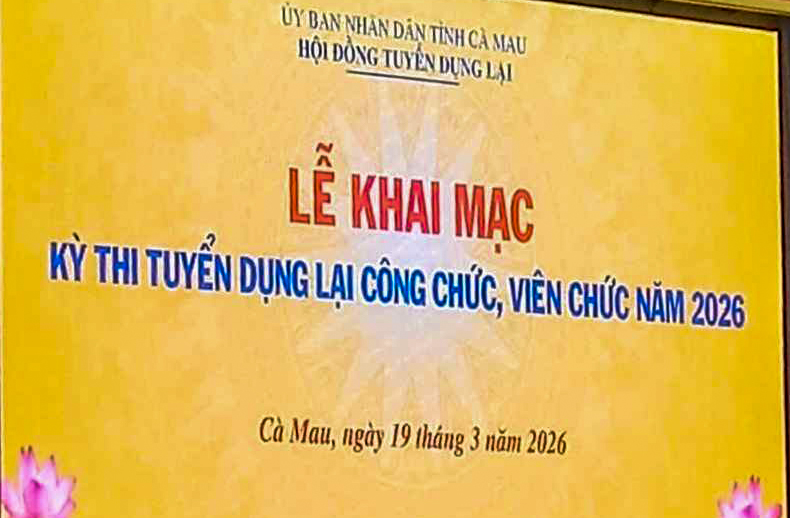 ỦY BAN NHÂN DÂN TỈNH CÀ MAU
HỘI ĐỒNG TUYỂN DỤNG LẠI
LỄ KHAI MẠC
KỲ THI TUYỂN DỤNG LẠI CÔNG CHỨC, VIÊN CHỨC NĂM 2026
Cà Mau, ngày 19 tháng 3 năm 2026